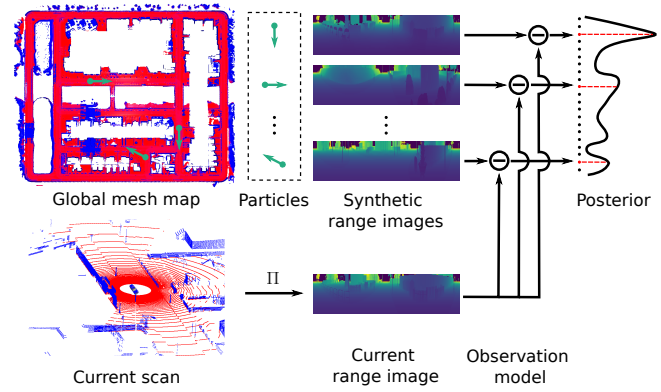 Global mesh map
Particles
Synthetic
range images
Posterior
Π
Current scan
Current
range image
Observation
model